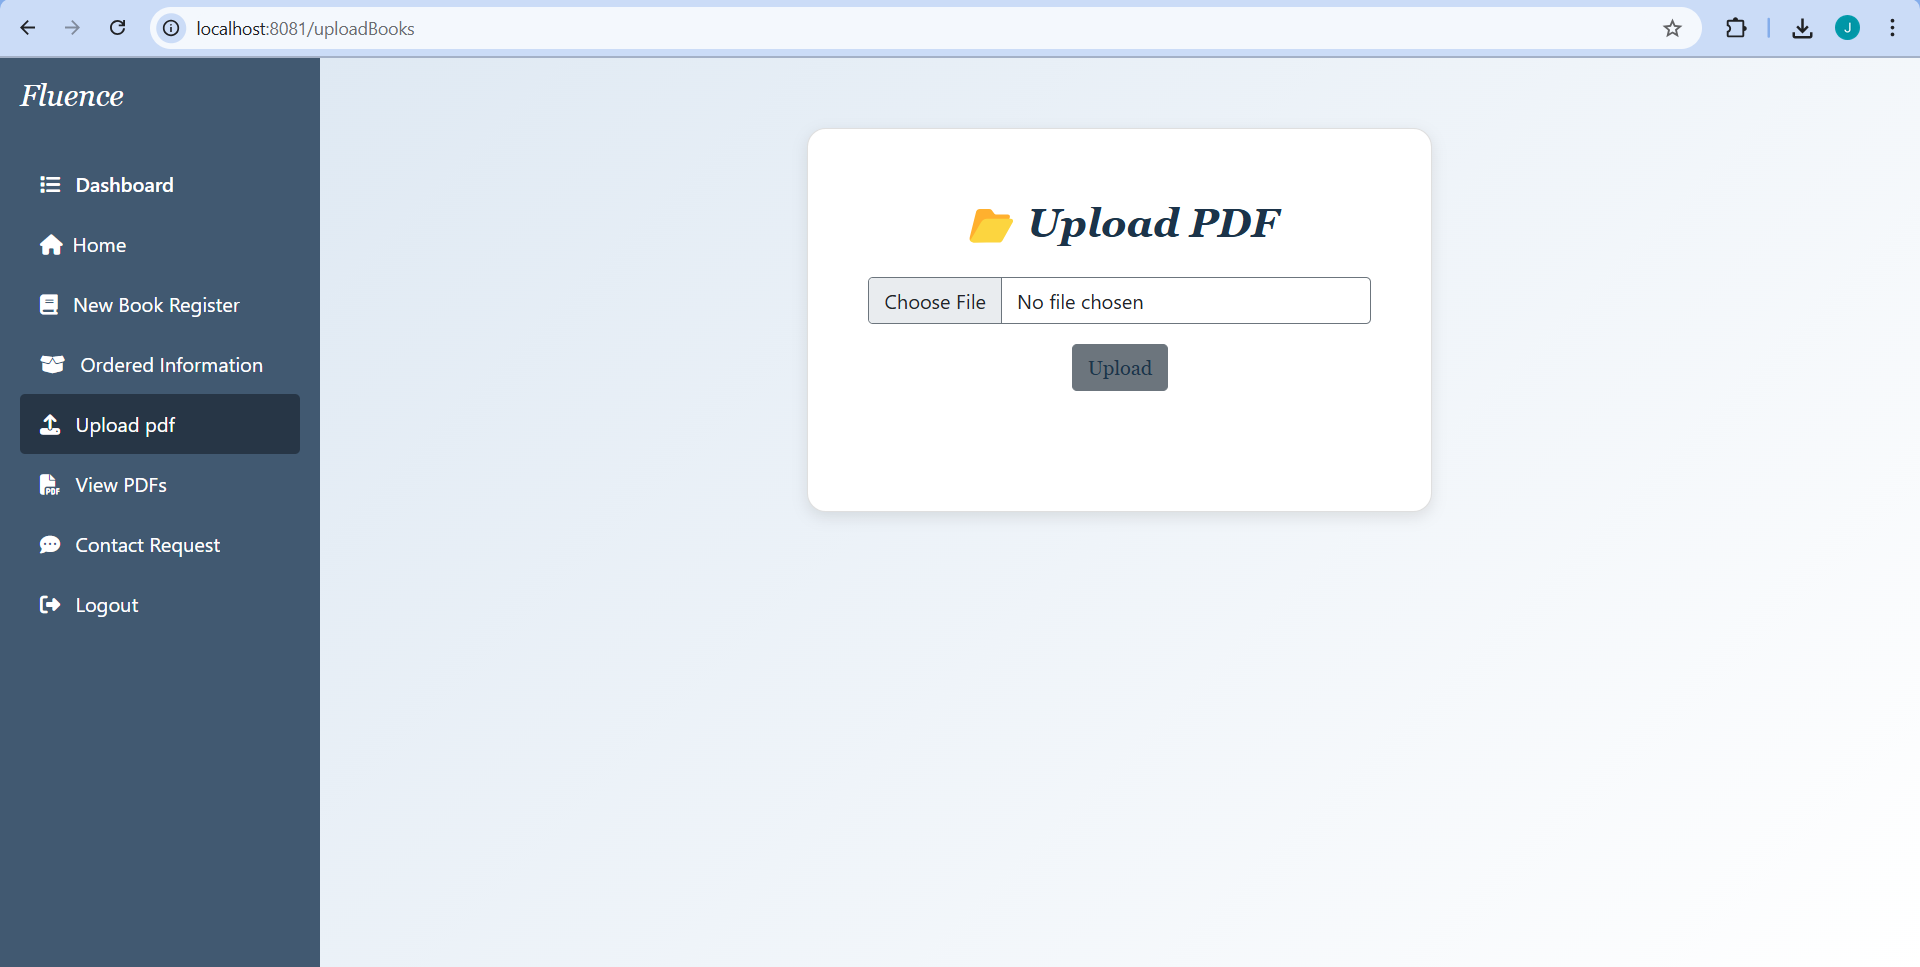 localhost:8081/uploadBooks
J
Fluence
Dashboard
Home
New Book Register
Ordered Information
Upload pdf
PDF
View PDFs
Contact Request
Logout
Upload PDF
Choose File No file chosen
Upload